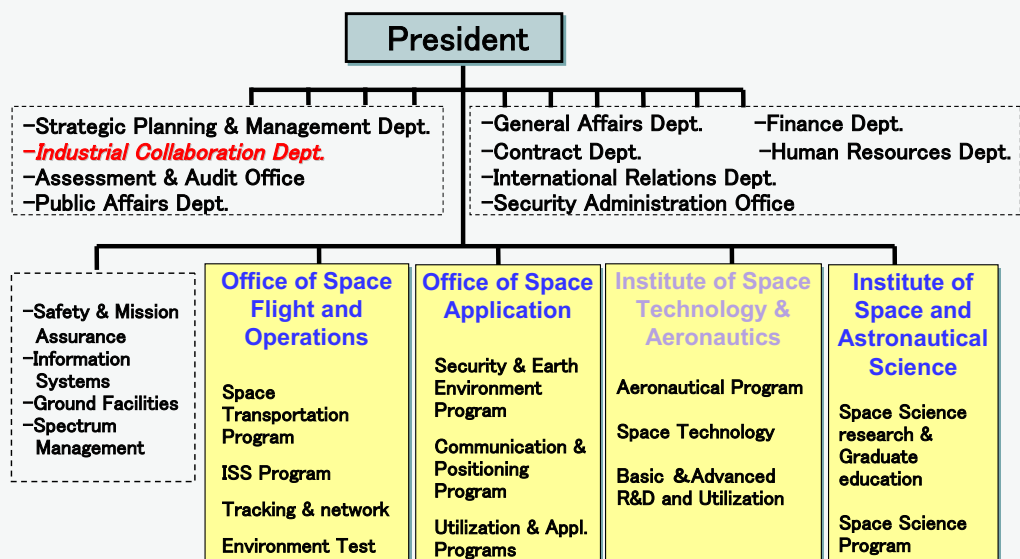 President
-Strategic Planning & Management Dept.
-Industrial Collaboration Dept.
-Assessment & Audit Office
-Public Affairs Dept.
-General Affairs Dept.
-Finance Dept.
-Contract Dept.
-Human Resources Dept.
-International Relations Dept.
-Security Administration Office
-Safety & Mission
Assurance
-Information
Systems
-Ground Facilities
-Spectrum
Management
Office of Space
Flight and
Operations
Space
Transportation
Program
ISS Program
Tracking & network
Environment Test
Office of Space
Application
Security & Earth
Environment
Program
Communication &
Positioning
Program
Utilization & Appl.
Programs
Institute of Space
Technology &
Aeronautics
Aeronautical Program
Space Technology
Basic &Advanced
R&D and Utilization
Institute of
Space and
Astronautical
Science
Space Science
research &
Graduate
education
Space Science
Program